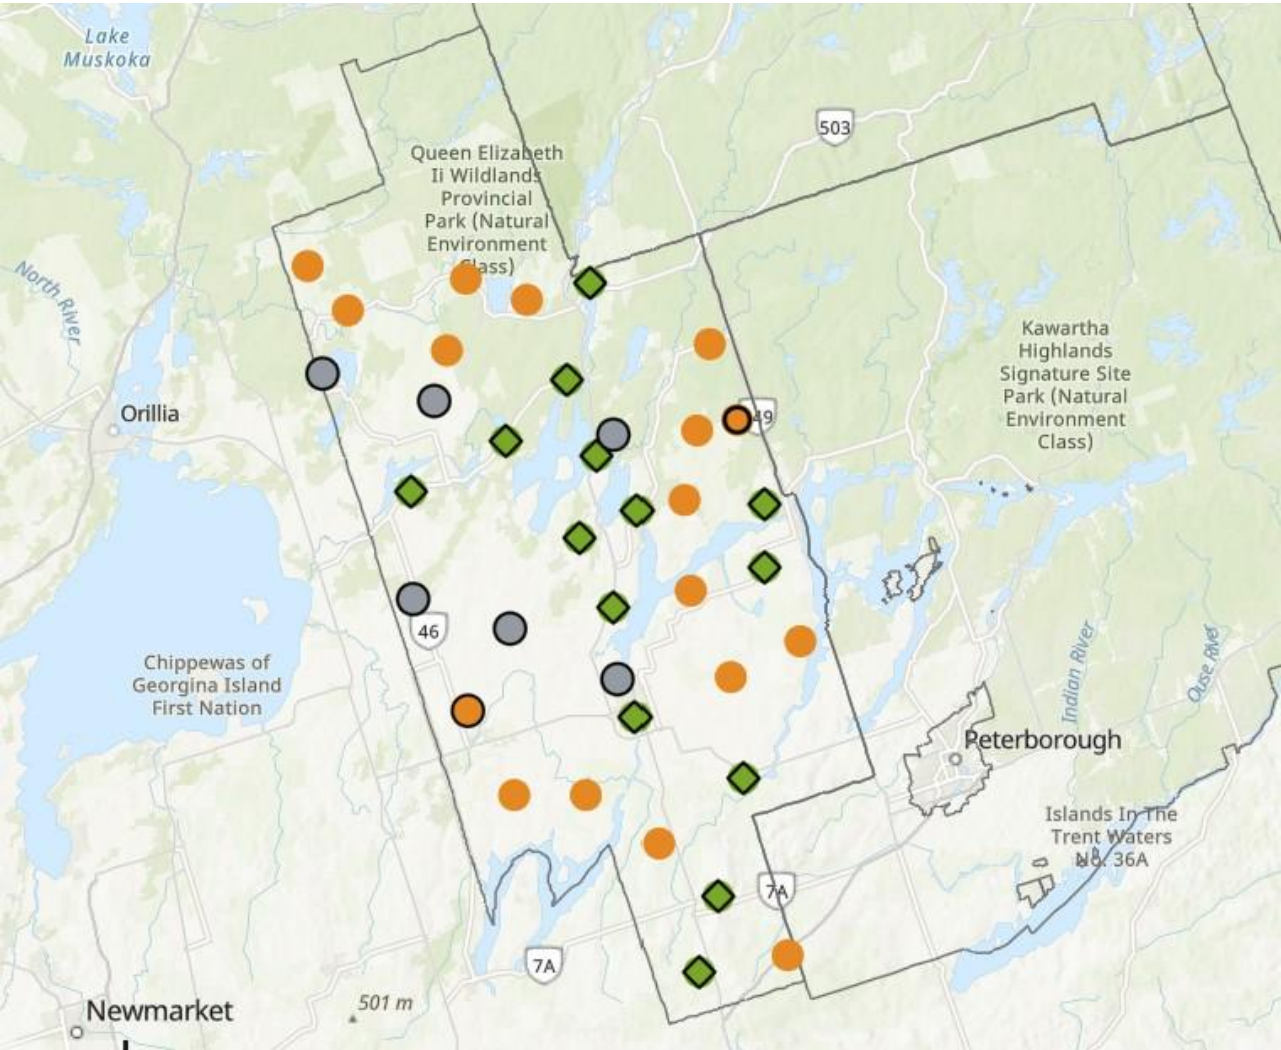 Lake
Muskoka
503
Queen Elizabeth
Ii Wildlands
Provincial
Park (Natural
Environment
Class)
North River
Kawartha
Highlands
Signature Site
Park (Natural
Environment
Class)
Orillia
49
46
Chippewas of
Georgina Island
First Nation
Indian River
Ouse River
Peterborough
Islands In The
Trent Waters
No. 36A
7A
7A
501 m
Newmarket